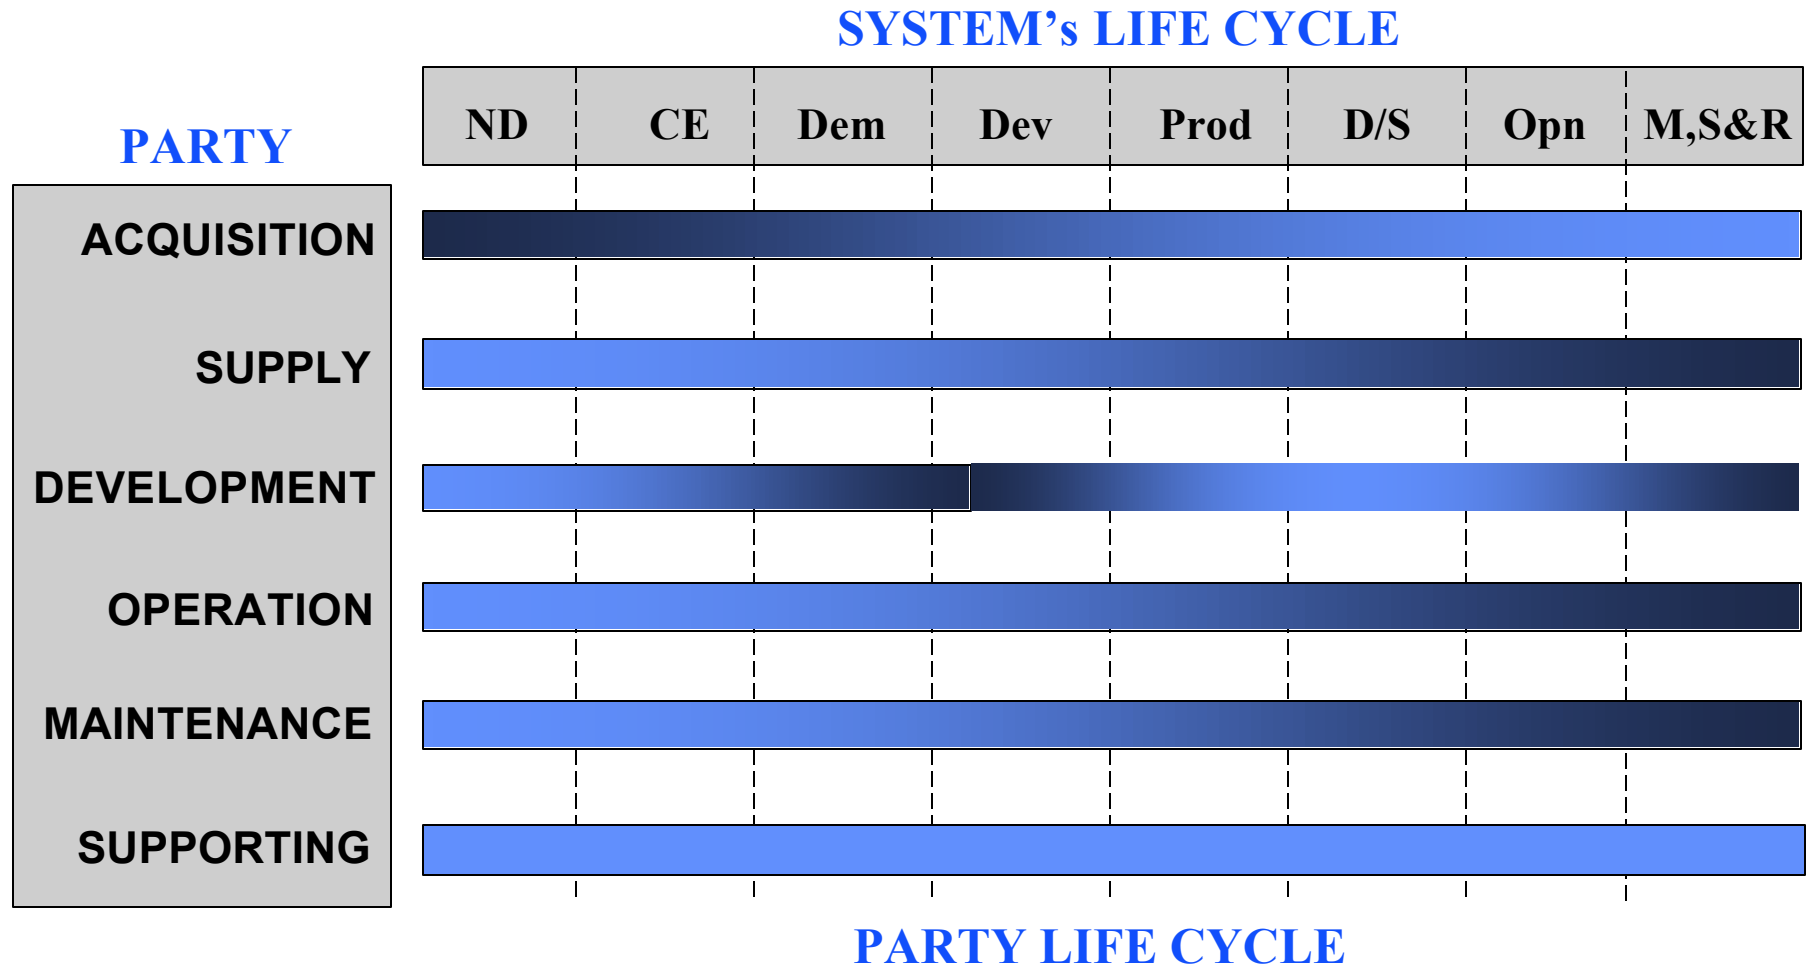 SYSTEM's LIFE CYCLE
ND CE Dem Dev Prod D/S Opn M,S&R
PARTY
ACQUISITION
SUPPLY
DEVELOPMENT
OPERATION
MAINTENANCE
SUPPORTING
PARTY LIFE CYCLE